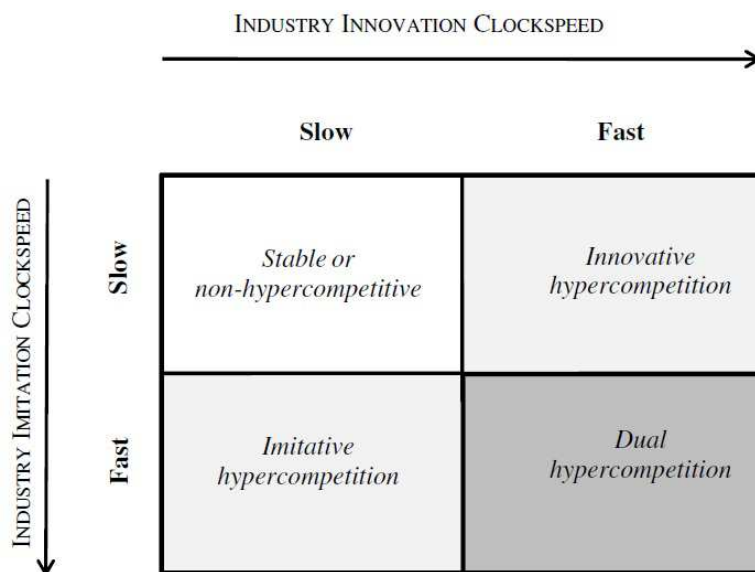 INDUSTRY INNOVATION CLOCKSPEED
Slow
Fast
INDUSTRY IMITATION CLOCKSPEED
Slow
Stable or
non-hypercompetitive
Innovative
hypercompetition
Fast
Imitative
hypercompetition
Dual
hypercompetition